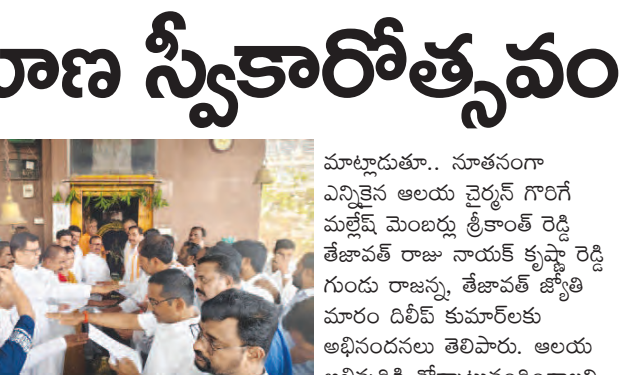 స్వీకారోత్సవం
మాట్లాడుతూ.. నూతనంగా
ఎన్నికైన ఆలయ చైర్మన్ గొరిగే
మల్లేష్ మెంబర్లు శ్రీకాంత్ రెడ్డి
తేజావత్ రాజు నాయక్ కృష్ణా రెడ్డి
గుండు రాజన్న, తేజావత్ జ్యోతి
మారం దిలీప్ కుమార్‌లకు
అభినందనలు తెలిపారు. ఆలయ